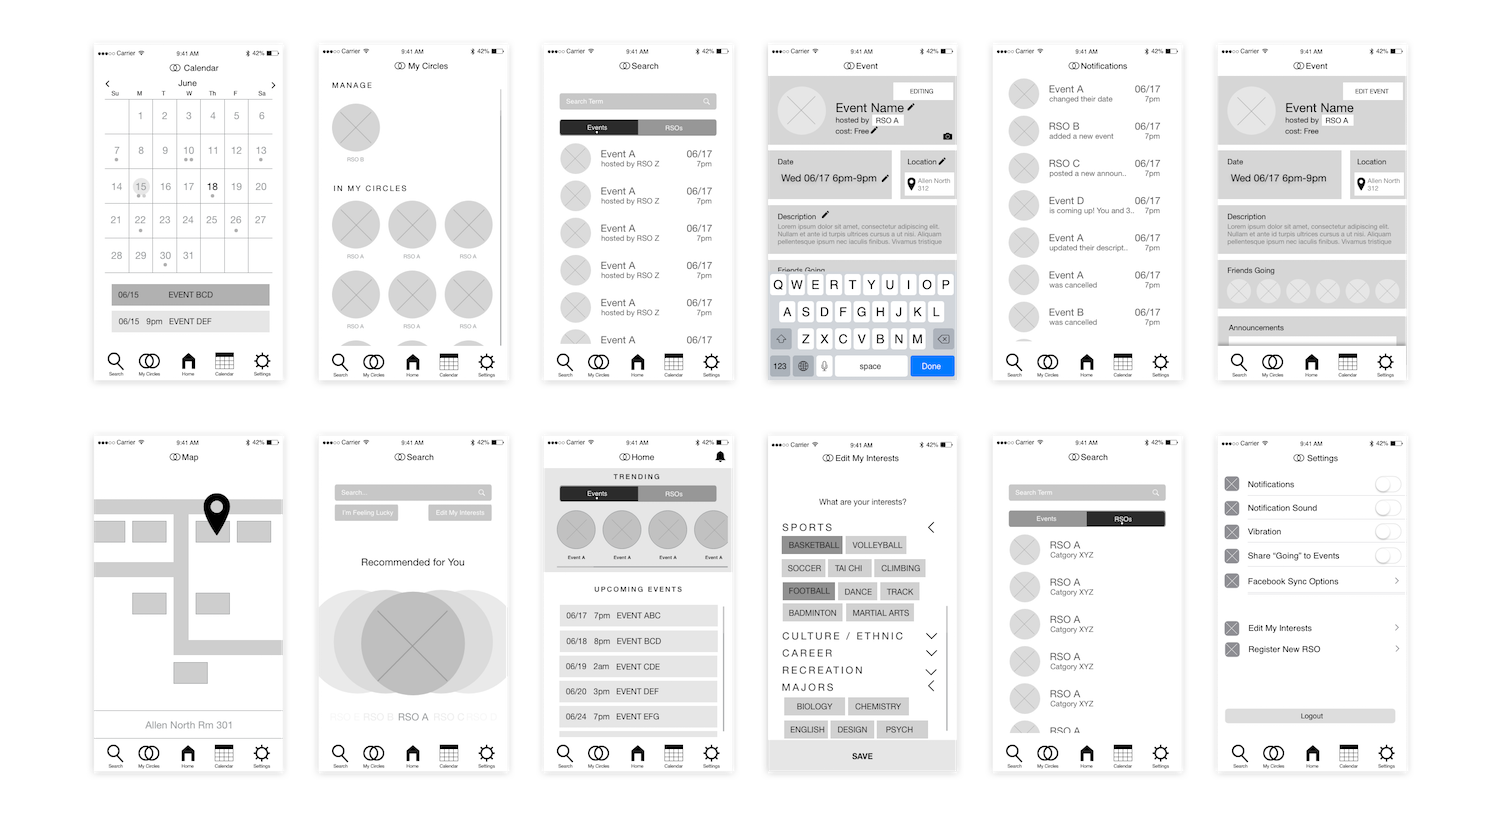 ●●●○○ Carrier 9:41 AM 42%
Calendar
June
Su M T W Th F Sa
1 2 3 4 5 6
7 8 9 10 11 12 13
14 15 16 17 18 19 20
21 22 23 24 25 26 27
28 29 30 31
06/15 EVENT BCD
06/15 9pm EVENT DEF
Search My Circles Home Calendar Settings
●●●○○ Carrier 9:41 AM 42%
My Circles
MANAGE
RSO B
IN MY CIRCLES
RSO A RSO A RSO A
RSO A RSO A RSO A
Search My Circles Home Calendar Settings
●●●○○ Carrier 9:41 AM 42%
Search
Search Term
Events RSOs
Event A 06/17
hosted by RSO Z 7pm
Event A 06/17
hosted by RSO Z 7pm
Event A 06/17
hosted by RSO Z 7pm
Event A 06/17
hosted by RSO Z 7pm
Event A 06/17
hosted by RSO Z 7pm
Event A 06/17
Search My Circles Home Calendar Settings
●●●○○ Carrier 9:41 AM 42%
Event
EDITING
Event Name
hosted by RSO A
cost: Free
Date
Wed 06/17 6pm-9pm
Location
Allen North
312
Description
Lorem ipsum dolor sit amet, consectetur adipiscing elit.
Nullam et ante id turpis ultrices cursus a ut nisi. Aliquam
pellentesque ipsum nec iaculis finibus. Vivamus tristique
Friends Going
Q W E R T Y U I O P
A S D F G H J K L
Z X C V B N M
123 space Done
●●●○○ Carrier 9:41 AM 42%
Notifications
Event A 06/17
changed their date 7pm
RSO B 06/17
added a new event 7pm
RSO C 06/17
posted a new announ.. 7pm
Event D 06/17
is coming up! You and 3.. 7pm
Event A 06/17
updated their descript.. 7pm
Event A 06/17
was cancelled 7pm
Event B 06/17
was cancelled 7pm
Search My Circles Home Calendar Settings
●●●○○ Carrier 9:41 AM 42%
Event
EDIT EVENT
Event Name
hosted by RSO A
cost: Free
Date
Wed 06/17 6pm-9pm
Location
Allen North
312
Description
Lorem ipsum dolor sit amet, consectetur adipiscing elit.
Nullam et ante id turpis ultrices cursus a ut nisi. Aliquam
pellentesque ipsum nec iaculis finibus. Vivamus tristique
Friends Going
Announcements
Search My Circles Home Calendar Settings
●●●○○ Carrier 9:41 AM 42%
Map
Allen North Rm 301
Search My Circles Home Calendar Settings
●●●○○ Carrier 9:41 AM 42%
Search
Search...
I'm Feeling Lucky Edit My Interests
Recommended for You
RSO B RSO A RSO C
Search My Circles Home Calendar Settings
●●●○○ Carrier 9:41 AM 42%
Home
TRENDING
Events RSOs
Event A Event A Event A Event A
UPCOMING EVENTS
06/17 7pm EVENT ABC
06/18 8pm EVENT BCD
06/19 2am EVENT CDE
06/20 3pm EVENT DEF
06/24 7pm EVENT EFG
Search My Circles Home Calendar Settings
●●●○○ Carrier 9:41 AM 42%
Edit My Interests
What are your interests?
SPORTS
BASKETBALL VOLLEYBALL
SOCCER TAI CHI CLIMBING
FOOTBALL DANCE TRACK
BADMINTON MARTIAL ARTS
CULTURE / ETHNIC
CAREER
RECREATION
MAJORS
BIOLOGY CHEMISTRY
ENGLISH DESIGN PSYCH
SAVE
●●●○○ Carrier 9:41 AM 42%
Search
Search Term
Events RSOs
RSO A
Catgory XYZ
RSO A
Catgory XYZ
RSO A
Catgory XYZ
RSO A
Catgory XYZ
RSO A
Catgory XYZ
RSO A
Search My Circles Home Calendar Settings
●●●○○ Carrier 9:41 AM 42%
Settings
Notifications
Notification Sound
Vibration
Share “Going” to Events
Facebook Sync Options
Edit My Interests
Register New RSO
Logout
Search My Circles Home Calendar Settings